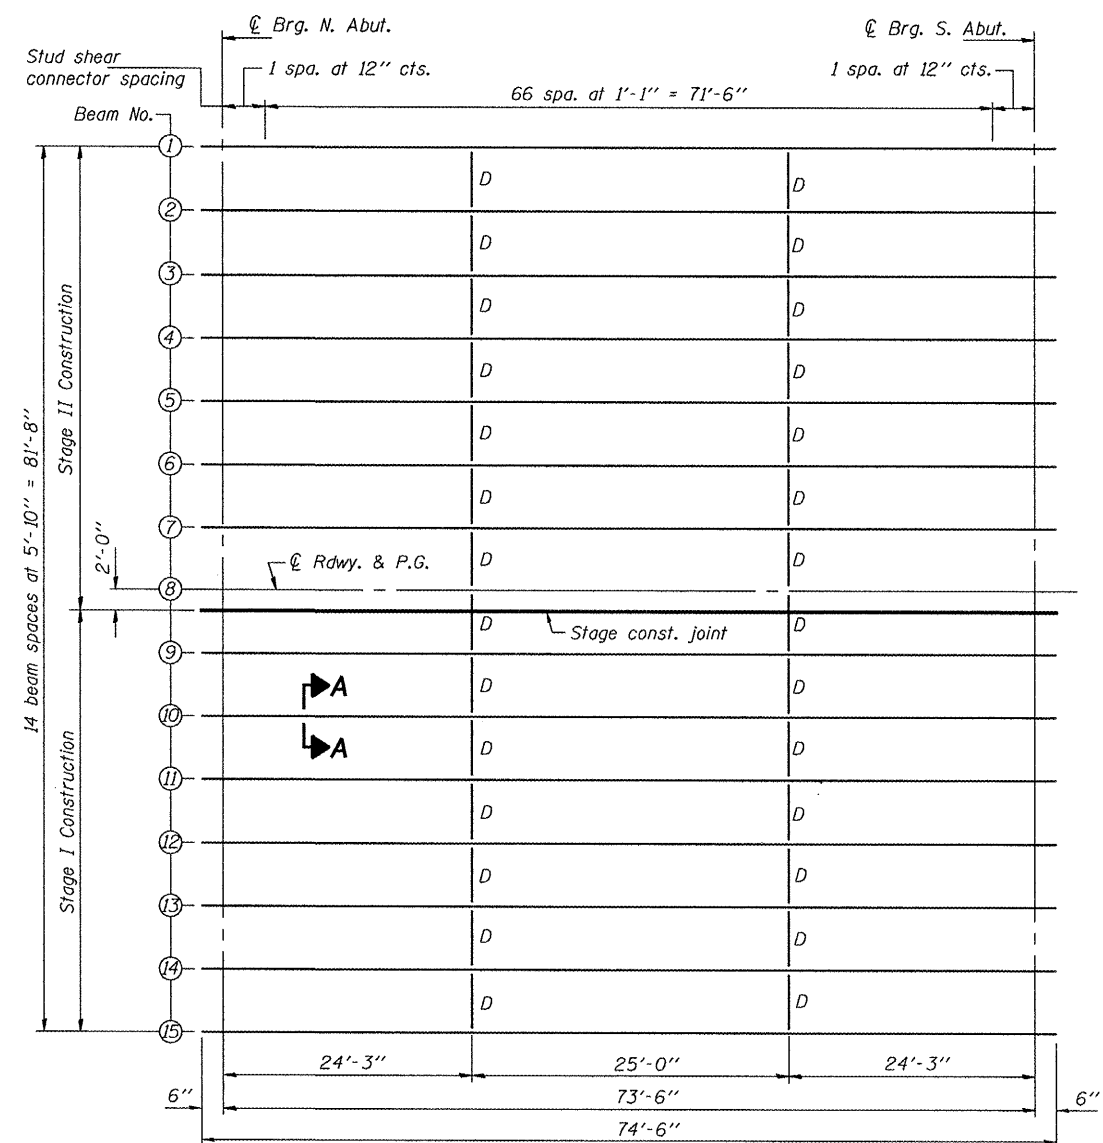 ℄ Brg. N. Abut.
℄ Brg. S. Abut.
Stud shear
connector spacing
1 spa. at 12" cts.
1 spa. at 12" cts.
66 spa. at 1'-1" = 71'-6"
Beam No.
1
D
D
2
D
D
3
D
D
4
D
D
5
D
D
6
D
D
7
D
D
℄ Rdwy. & P.G.
8
D
D
Stage const. joint
9
A
D
D
10
A
D
D
11
D
D
12
D
D
13
D
D
14
D
D
15
14 beam spaces at 5'-10" = 81'-8"
Stage II Construction
2'-0"
Stage I Construction
24'-3"
25'-0"
24'-3"
6"
73'-6"
6"
74'-6"